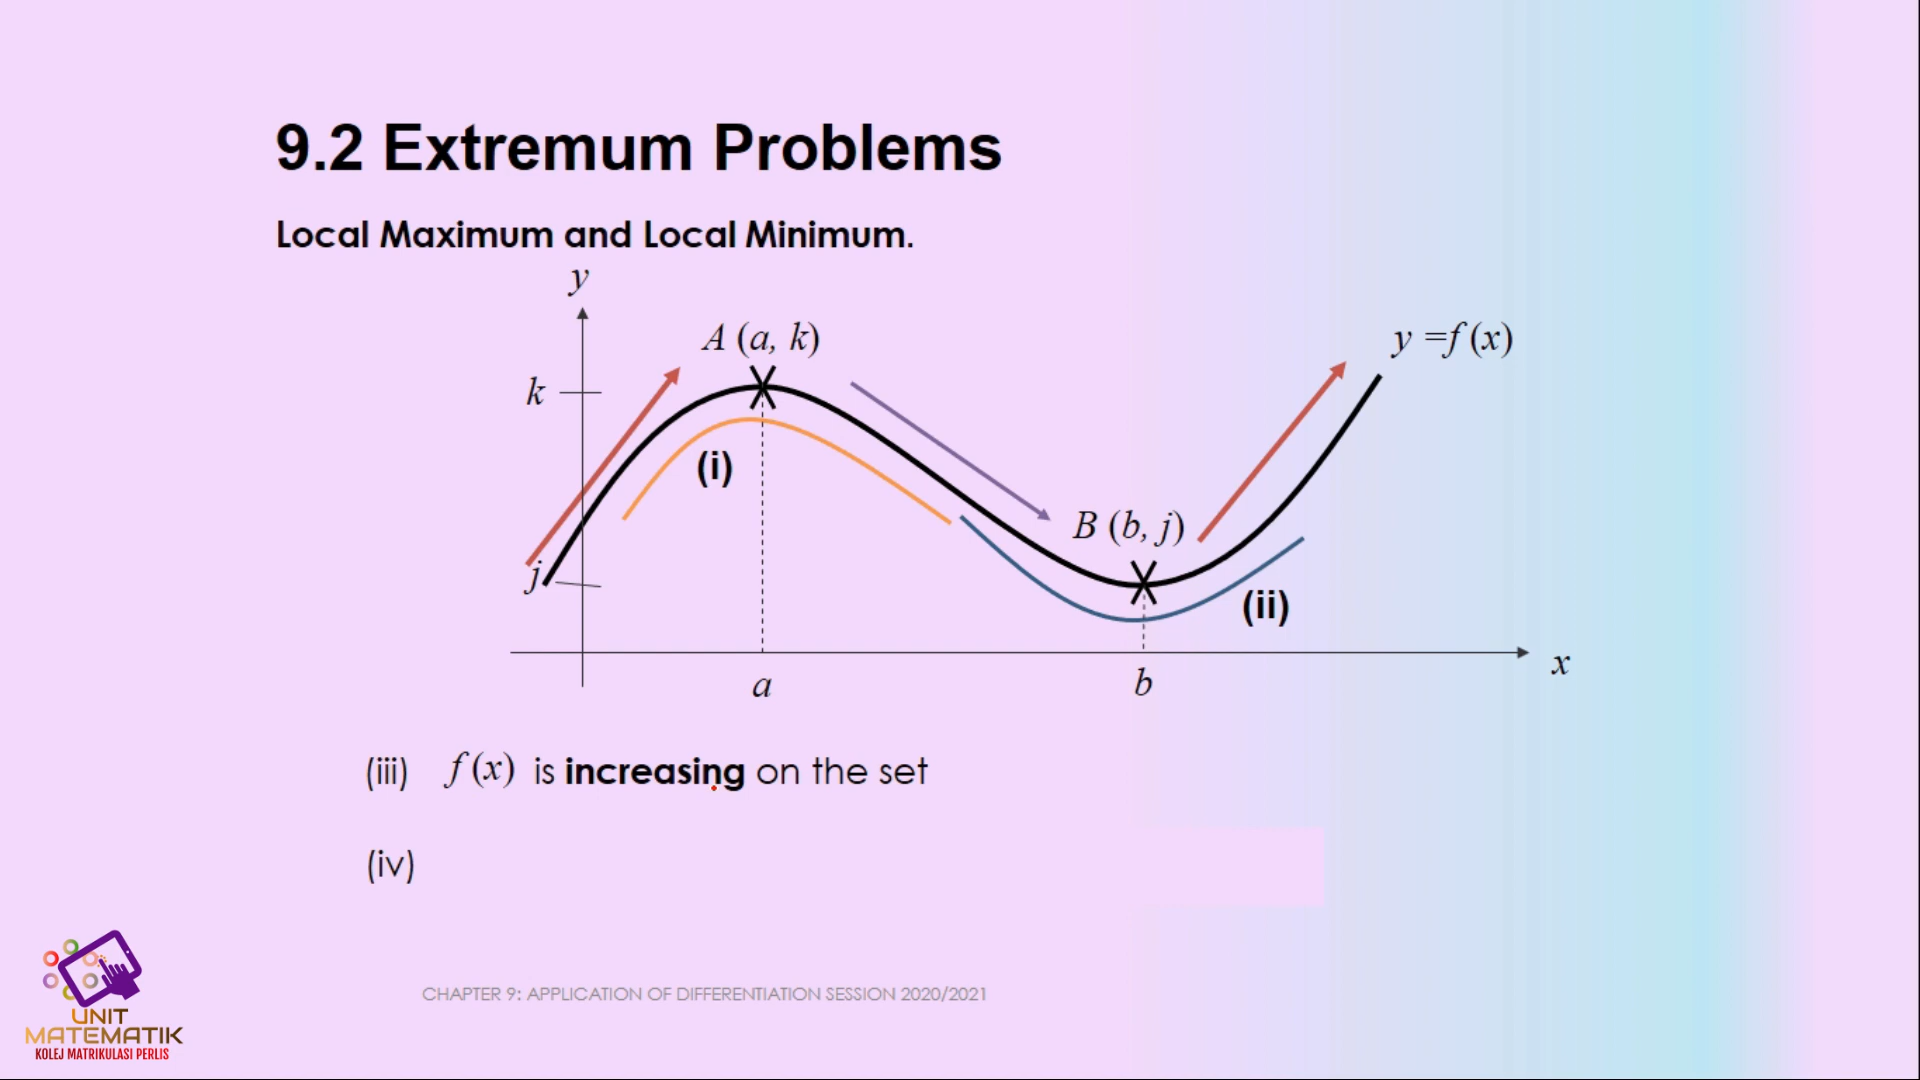 9.2 Extremum Problems
Local Maximum and Local Minimum.
y
A (a, k)
y =f (x)
k
(i)
B (b, j)
j
(ii)
x
a
b
(iii) f (x) is increasing on the set
(iv)
CHAPTER 9: APPLICATION OF DIFFERENTIATION SESSION 2020/2021
UNIT
MATEMATIK
KOLEJ MATRIKULASI PERLIS